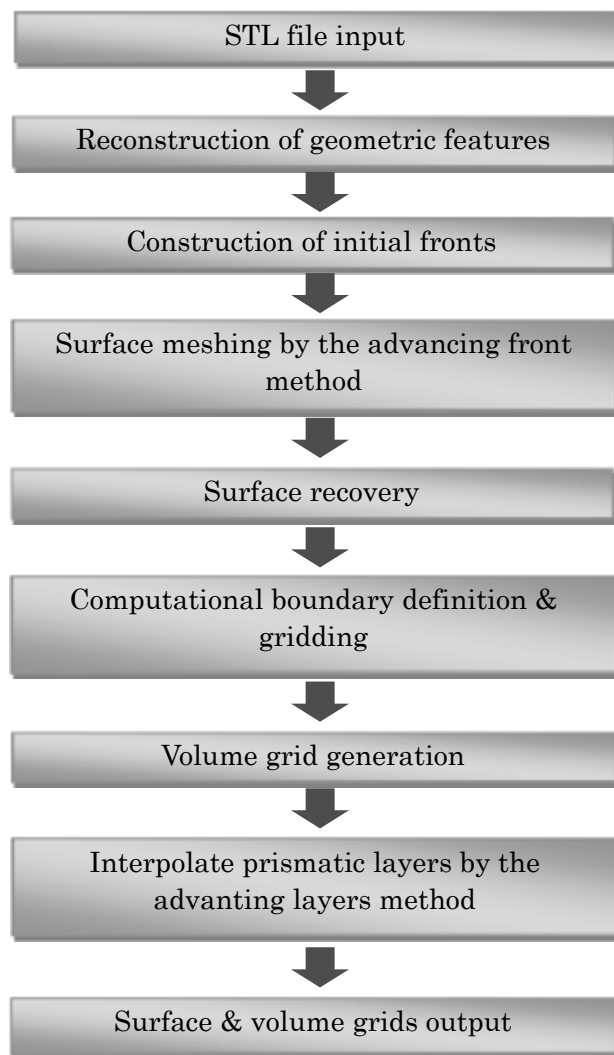 STL file input
Reconstruction of geometric features
Construction of initial fronts
Surface meshing by the advancing front
method
Surface recovery
Computational boundary definition &
gridding
Volume grid generation
Interpolate prismatic layers by the
advanting layers method
Surface & volume grids output